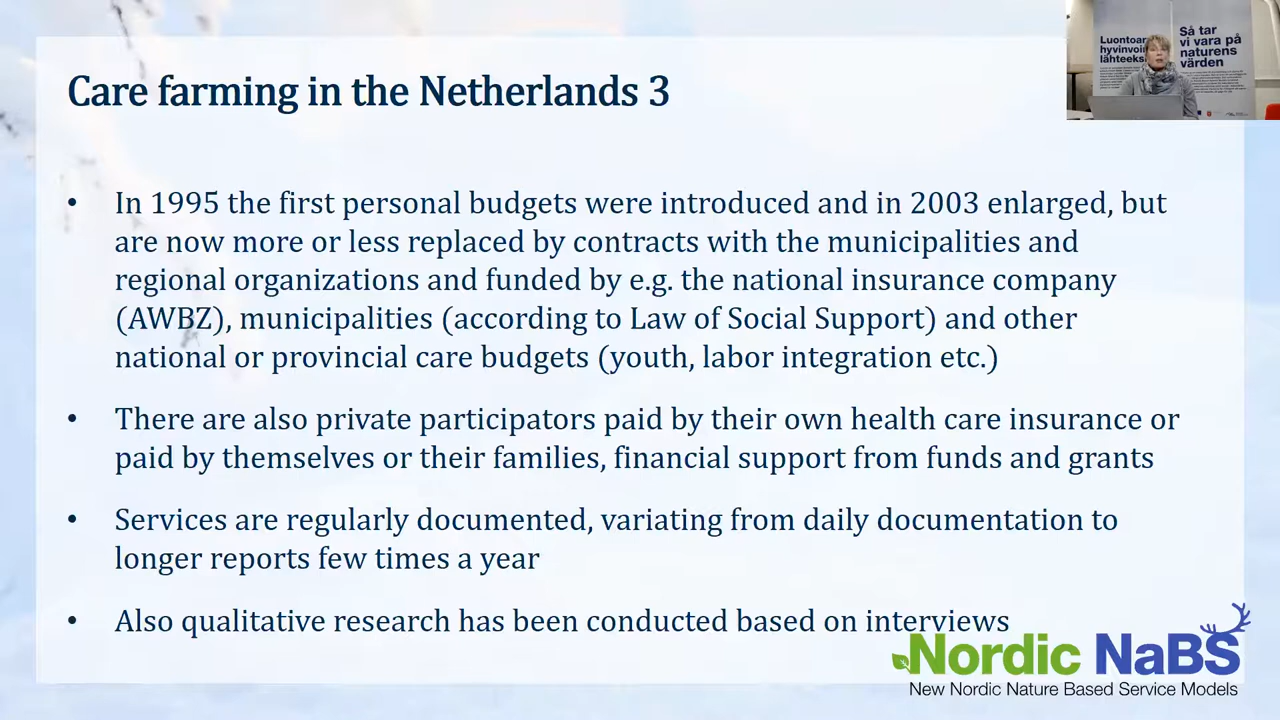 Care farming in the Netherlands 3
Luontoar
hyvinvoi
lähteeks
Så tar
vi vara på
naturens
värden
• In 1995 the first personal budgets were introduced and in 2003 enlarged, but
are now more or less replaced by contracts with the municipalities and
regional organizations and funded by e.g. the national insurance company
(AWBZ), municipalities (according to Law of Social Support) and other
national or provincial care budgets (youth, labor integration etc.)
• There are also private participators paid by their own health care insurance or
paid by themselves or their families, financial support from funds and grants
• Services are regularly documented, variating from daily documentation to
longer reports few times a year
• Also qualitative research has been conducted based on interviews
Nordic NaBS
New Nordic Nature Based Service Models